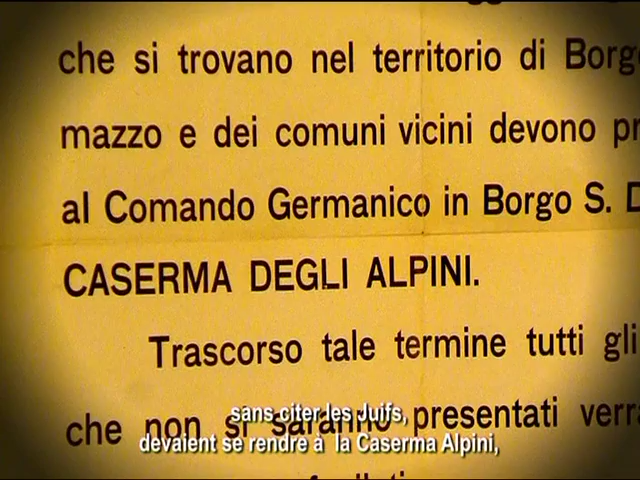 che si trovano nel territorio di Borg
mazzo e dei comuni vicini devono pr
al Comando Germanico in Borgo S. D
CASERMA DEGLI ALPINI.
Trascorso tale termine tutti gli
che non si saranno presentati verra
sans citer les Juifs,
devaient se rendre à la Caserma Alpini,